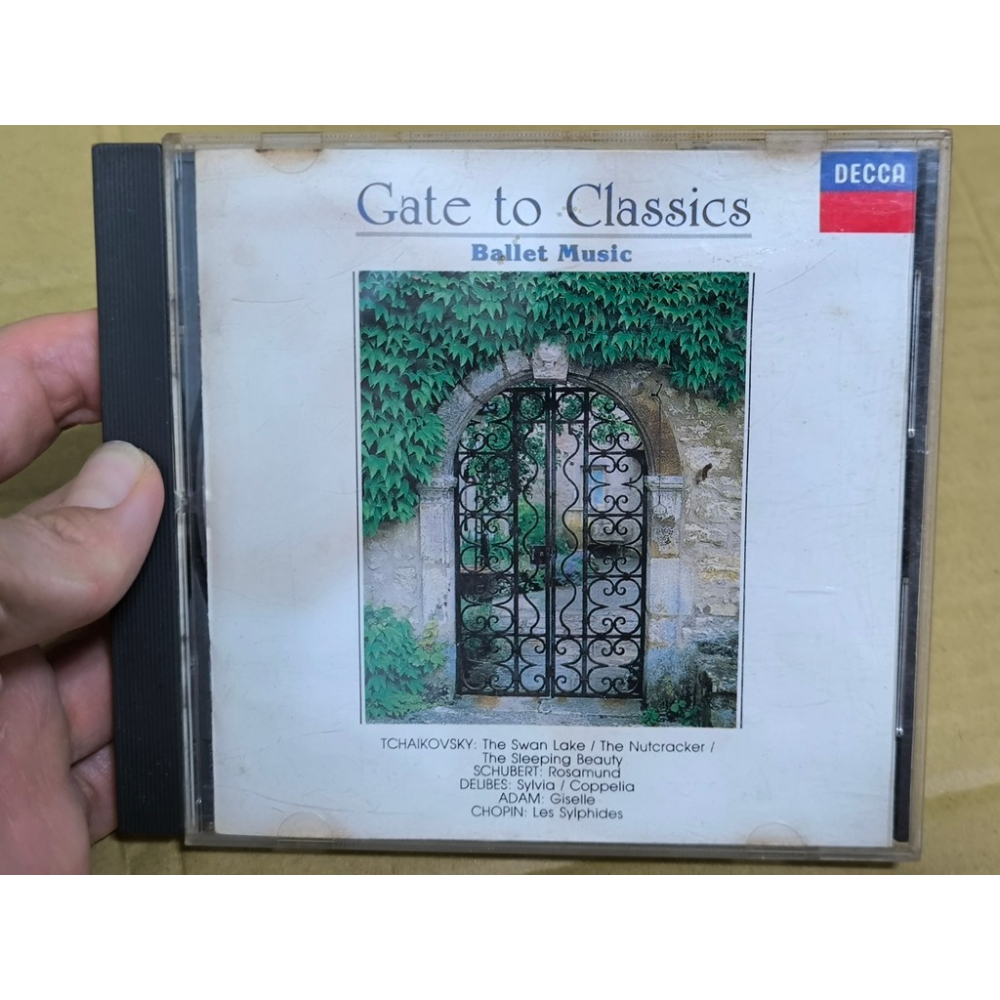 DECCA
Gate to Classics
Ballet Music
TCHAIKOVSKY: The Swan Lake / The Nutcracker /
The Sleeping Beauty
SCHUBERT: Rosamund
DELIBES: Sylvia / Coppelia
ADAM: Giselle
CHOPIN: Les Sylphides